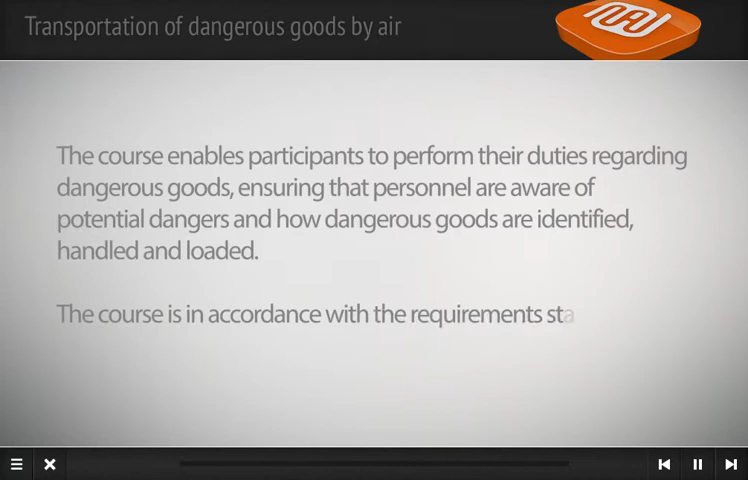 Transportation of dangerous goods by air
The course enables participants to perform their duties regarding
dangerous goods, ensuring that personnel are aware of
potential dangers and how dangerous goods are identified,
handled and loaded.
The course is in accordance with the requirements sta